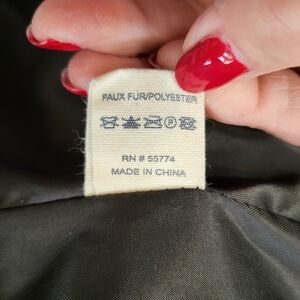 FAUX FUR/POLYESTER
RN # 55774
MADE IN CHINA